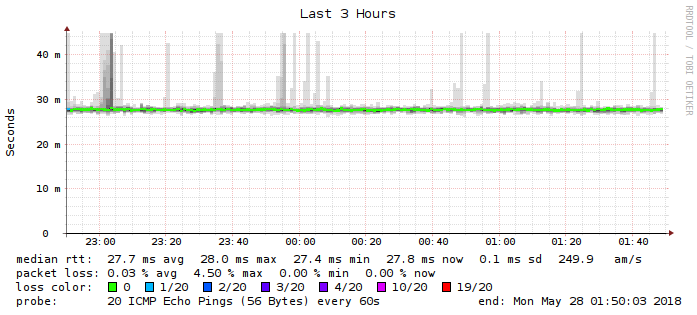 Last 3 Hours
RRDTOOL / TOBI OETIKER
Seconds
40 m
30 m
20 m
10 m
0
23:00 23:20 23:40 00:00 00:20 00:40 01:00 01:20 01:40
median rtt: 27.7 ms avg 28.0 ms max 27.4 ms min 27.8 ms now 0.1 ms sd 249.9 am/s
packet loss: 0.03 % avg 4.50 % max 0.00 % min 0.00 % now
loss color: 0 1/20 2/20 3/20 4/20 10/20 19/20
probe: 20 ICMP Echo Pings (56 Bytes) every 60s end: Mon May 28 01:50:03 2018